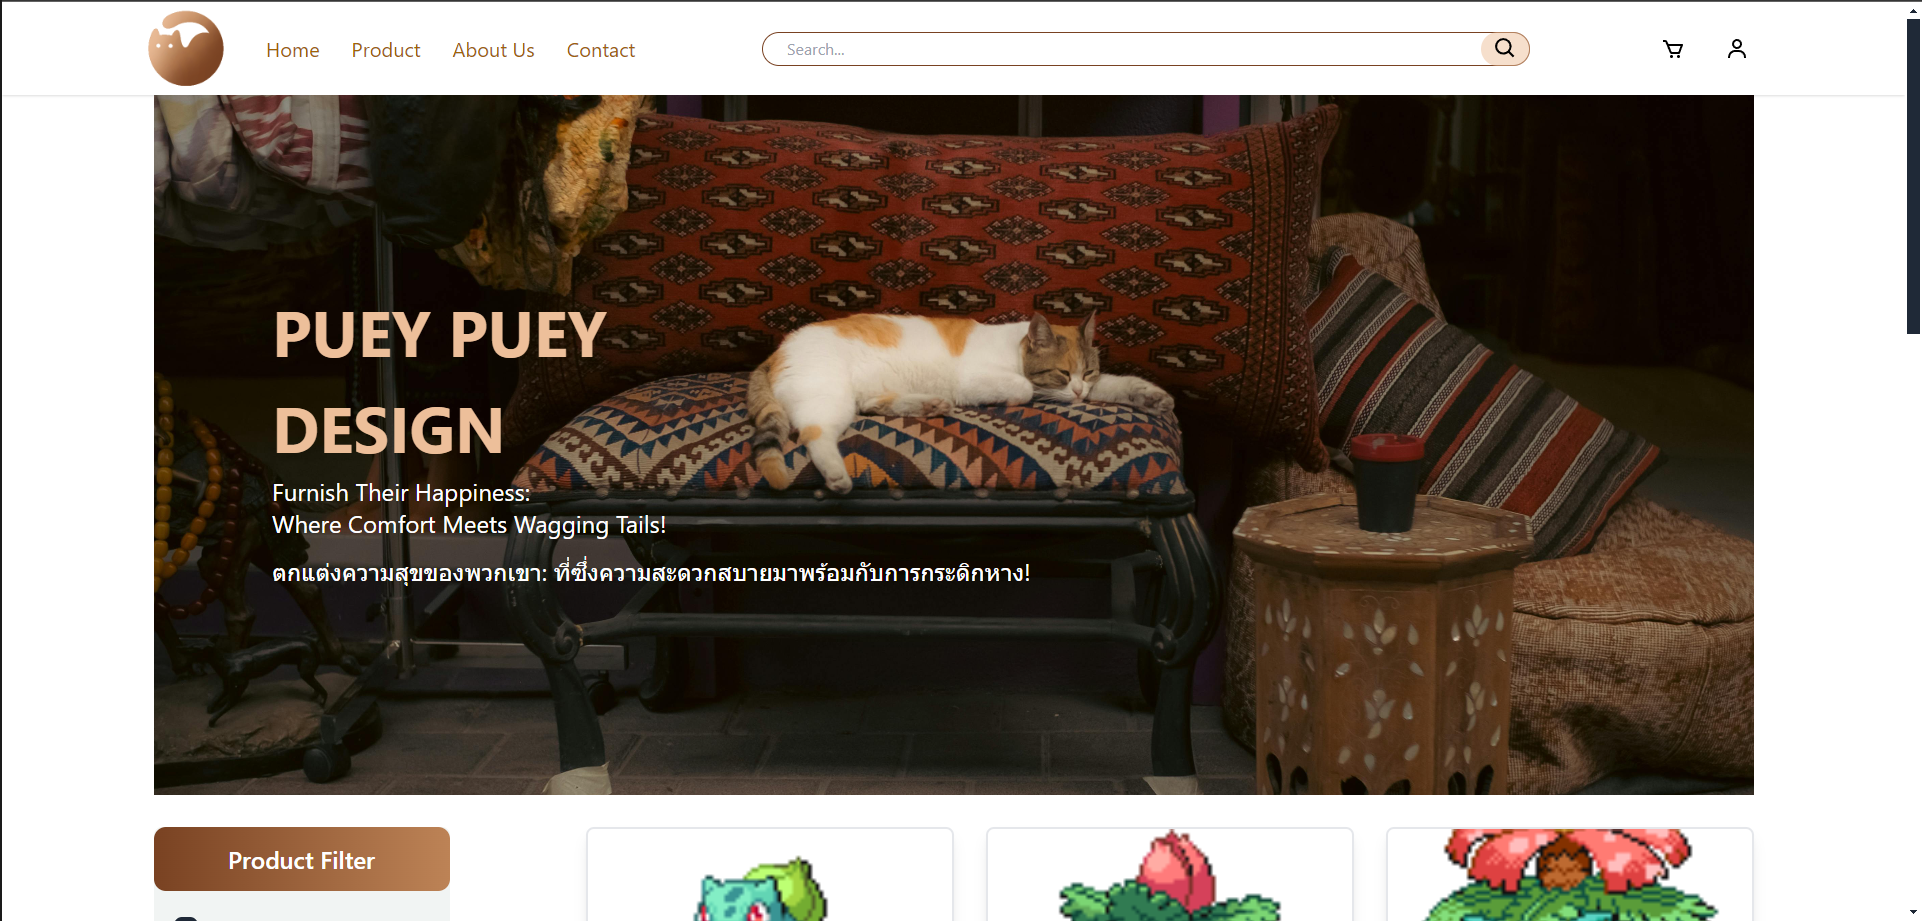 Home Product About Us Contact Search...
PUEY PUEY
DESIGN
Furnish Their Happiness:
Where Comfort Meets Wagging Tails!
ตกแต่งความสุขของพวกเขา: ที่ซึ่งความสะดวกสบายมาพร้อมกับการกระดิกหาง!
Product Filter